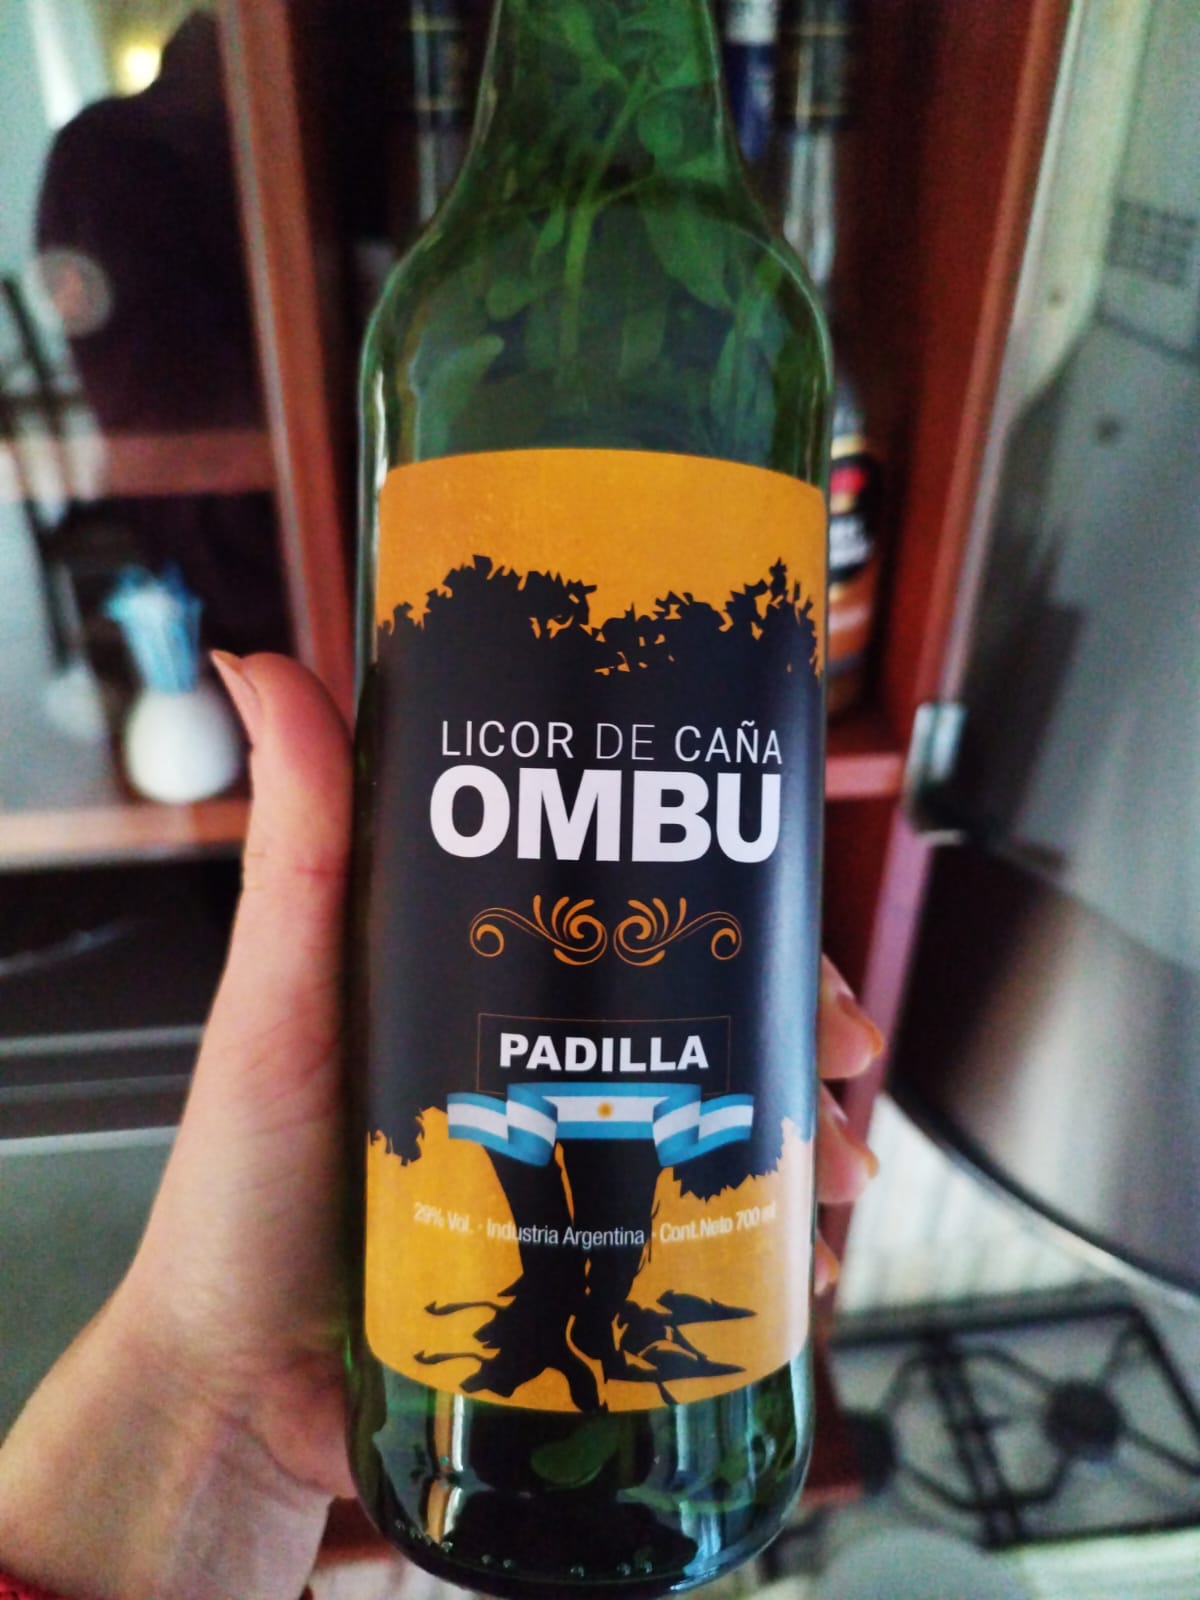 LICOR DE CAÑA
OMBU
PADILLA
29% Vol. · Industria Argentina · Cont. Neto 700 ml